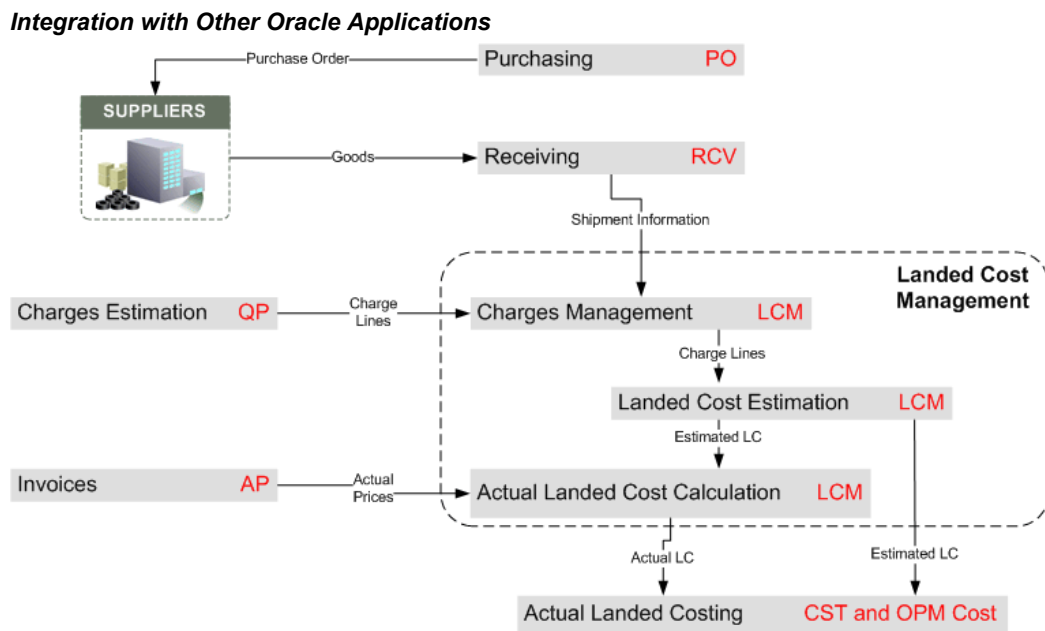 Integration with Other Oracle Applications
Purchase Order
Purchasing PO
SUPPLIERS
Goods
Receiving RCV
Shipment Information
Landed Cost
Management
Charges Estimation QP
Charge
Lines
Charges Management LCM
Charge Lines
Landed Cost Estimation LCM
Estimated LC
Invoices AP
Actual
Prices
Actual Landed Cost Calculation LCM
Actual LC
Estimated LC
Actual Landed Costing CST and OPM Cost